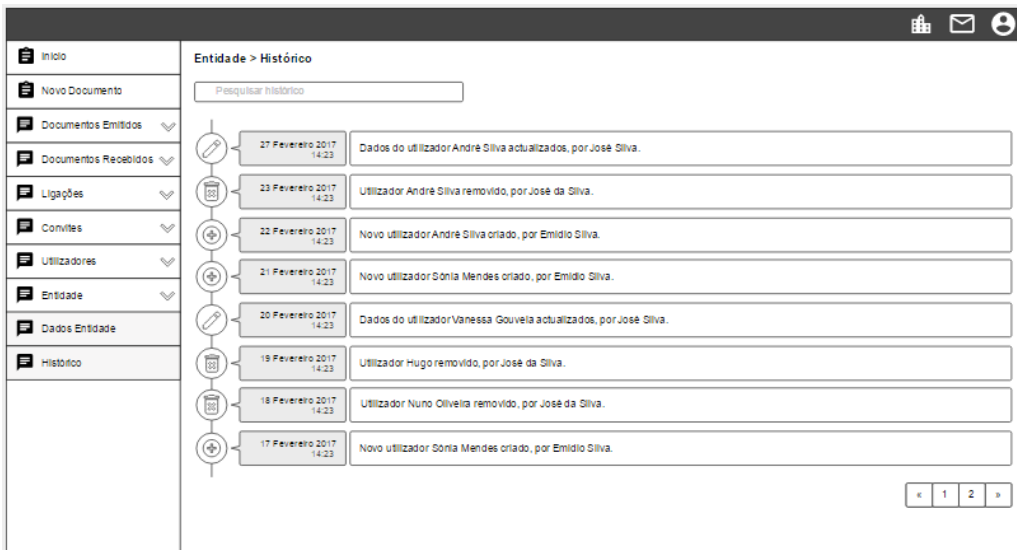 Início
Novo Documento
Documentos Emitidos
Documentos Recebidos
Ligações
Convites
Utilizadores
Entidade
Dados Entidade
Histórico
Entidade > Histórico
Pesquisar histórico
27 Fevereiro 2017
14:23
Dados do utilizador André Silva actualizados, por José Silva.
23 Fevereiro 2017
14:23
Utilizador André Silva removido, por José da Silva.
22 Fevereiro 2017
14:23
Novo utilizador André Silva criado, por Emídio Silva.
21 Fevereiro 2017
14:23
Novo utilizador Sónia Mendes criado, por Emídio Silva.
20 Fevereiro 2017
14:23
Dados do utilizador Vanessa Gouveia actualizados, por José Silva.
19 Fevereiro 2017
14:23
Utilizador Hugo removido, por José da Silva.
18 Fevereiro 2017
14:23
Utilizador Nuno Oliveira removido, por José da Silva.
17 Fevereiro 2017
14:23
Novo utilizador Sónia Mendes criado, por Emídio Silva.
« 1 2 »